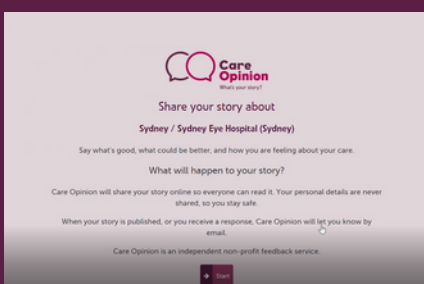 Care
Opinion
What's your story?
Share your story about
Sydney / Sydney Eye Hospital (Sydney)
Say what's good, what could be better, and how you are feeling about your care.
What will happen to your story?
Care Opinion will share your story online so everyone can read it. Your personal details are never
shared, so you stay safe.
When your story is published, or you receive a response, Care Opinion will let you know by
email.
Care Opinion is an independent non-profit feedback service.
Start